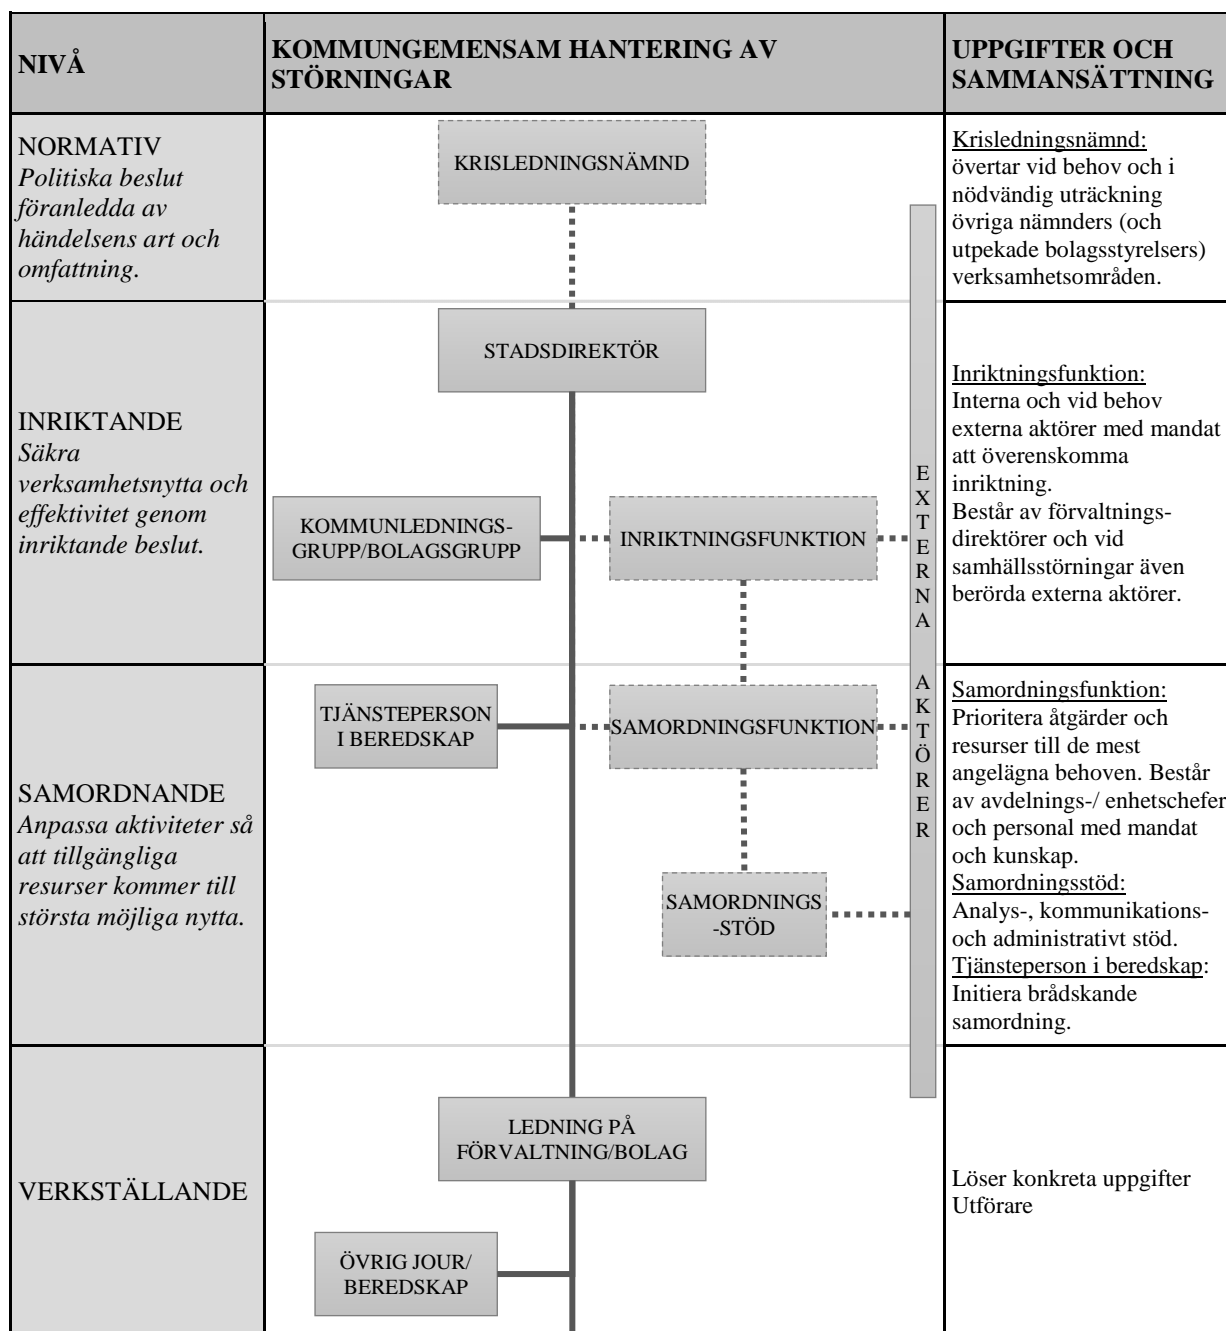 NIVÅ
KOMMUNGEMENSAM HANTERING AV
STÖRNINGAR
UPPGIFTER OCH
SAMMANSÄTTNING
NORMATIV
Politiska beslut
föranledda av
händelsens art och
omfattning.
KRISLEDNINGSNÄMND
Krisledningsnämnd:
övertar vid behov och i
nödvändig uträckning
övriga nämnders (och
utpekade bolagsstyrelsers)
verksamhetsområden.
INRIKTANDE
Säkra
verksamhetsnytta och
effektivitet genom
inriktande beslut.
STADSDIREKTÖR
KOMMUNLEDNINGS-
GRUPP/BOLAGSGRUPP
INRIKTNINGSFUNKTION
EXTERNA AKTÖRER
Inriktningsfunktion:
Interna och vid behov
externa aktörer med mandat
att överenskomma
inriktning.
Består av förvaltnings-
direktörer och vid
samhällsstörningar även
berörda externa aktörer.
SAMORDNANDE
Anpassa aktiviteter så
att tillgängliga
resurser kommer till
största möjliga nytta.
TJÄNSTEPERSON
I BEREDSKAP
SAMORDNINGSFUNKTION
SAMORDNINGS
-STÖD
Samordningsfunktion:
Prioritera åtgärder och
resurser till de mest
angelägna behoven. Består
av avdelnings-/ enhetschefer
och personal med mandat
och kunskap.
Samordningsstöd:
Analys-, kommunikations-
och administrativt stöd.
Tjänsteperson i beredskap:
Initiera brådskande
samordning.
VERKSTÄLLANDE
LEDNING PÅ
FÖRVALTNING/BOLAG
ÖVRIG JOUR/
BEREDSKAP
Löser konkreta uppgifter
Utförare